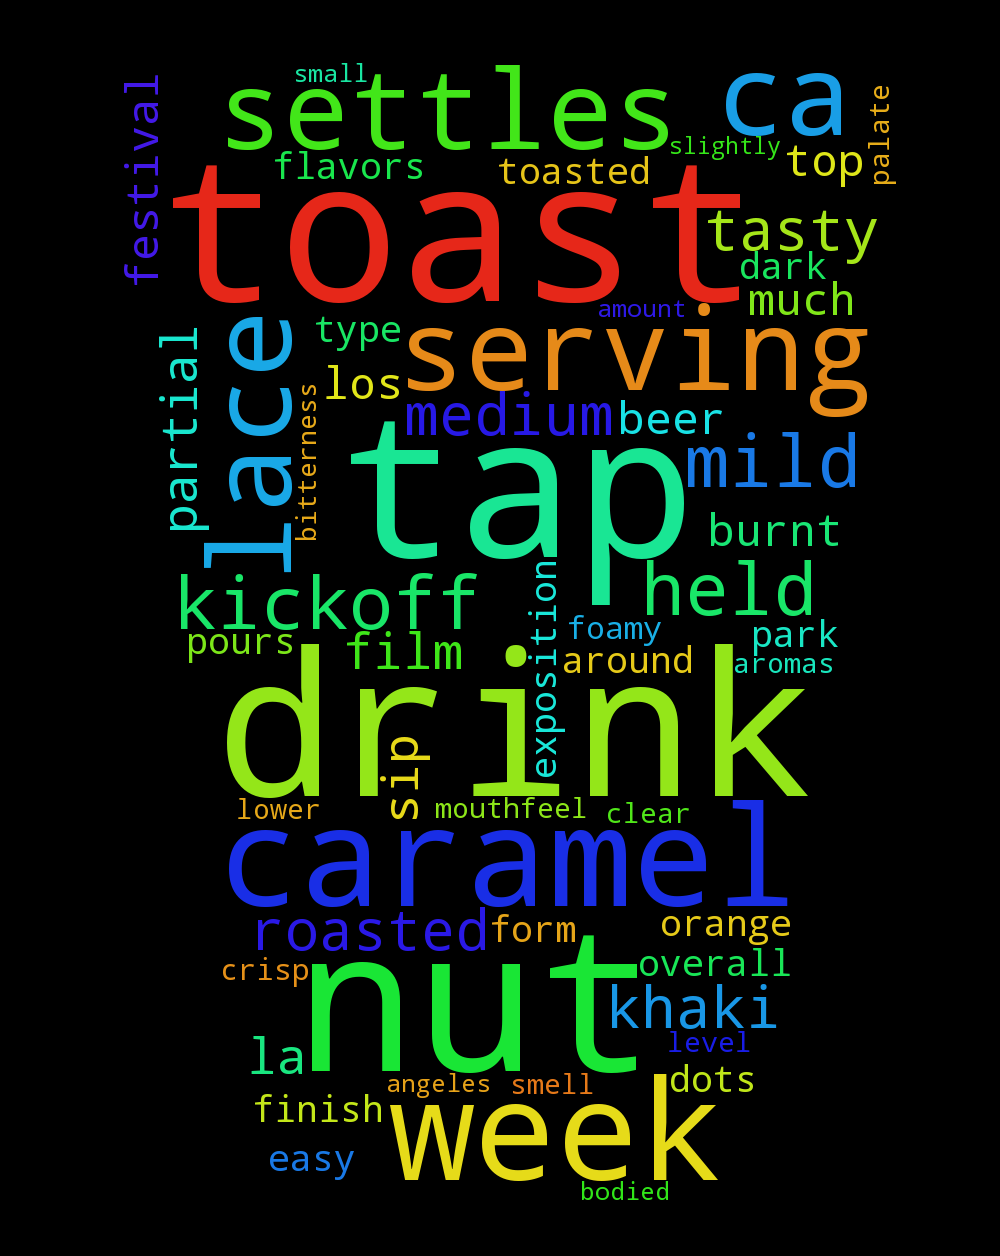 small
settles
ca
festival
palate
slightly
flavors
toasted
top
toast
tasty
dark
much
amount
serving
type
lace
partial
los
bitterness
medium
beer
tap
mild
burnt
kickoff
held
exposition
foamy
park
pours
film
around
aromas
drink
sip
lower
mouthfeel
clear
caramel
roasted
form
orange
nut
overall
crisp
khaki
la
level
angeles
smell
dots
finish
week
easy
bodied